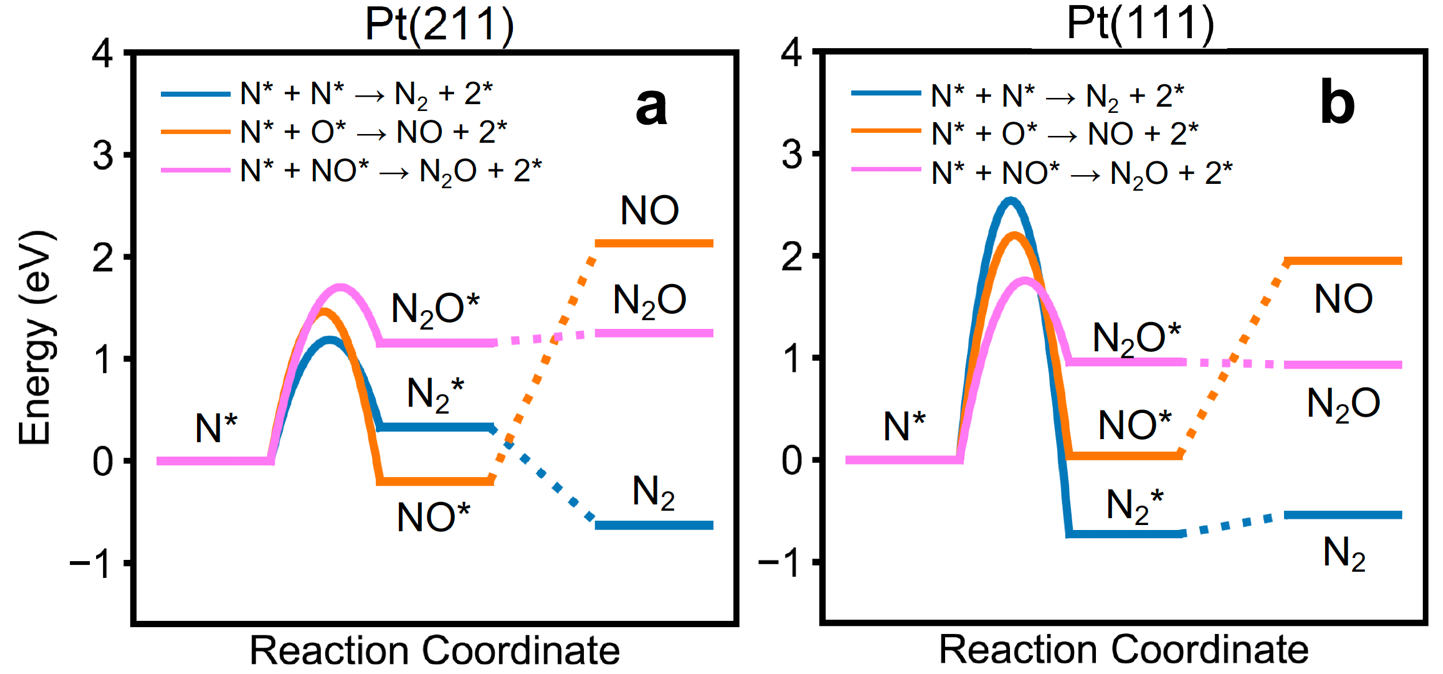 Pt(211)
Energy (eV)
4
3
2
1
0
−1
N* + N* → N₂ + 2*
N* + O* → NO + 2*
N* + NO* → N₂O + 2*
a
NO
N₂O
N₂O*
N₂*
N*
NO*
N₂
Reaction Coordinate
Pt(111)
4
3
2
1
0
−1
N* + N* → N₂ + 2*
N* + O* → NO + 2*
N* + NO* → N₂O + 2*
b
NO
N₂O*
N₂O
NO*
N*
N₂*
N₂
Reaction Coordinate